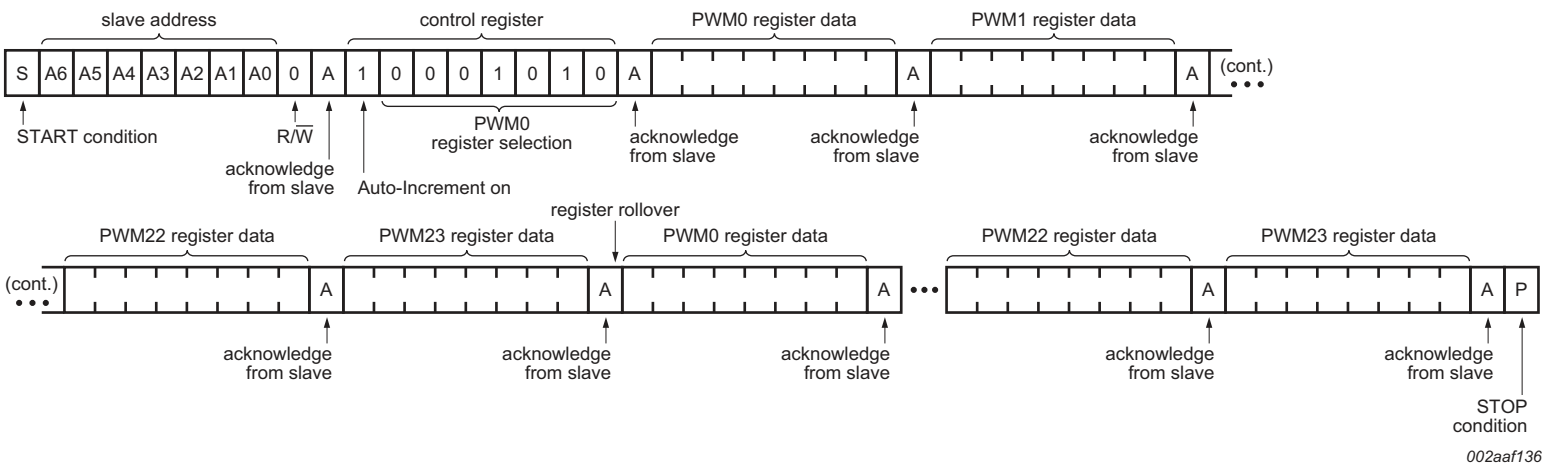 slave address control register PWM0 register data PWM1 register data
S A6 A5 A4 A3 A2 A1 A0 0 A 1 0 0 0 1 0 1 0 A A A (cont.)
START condition R/W̅ PWM0 acknowledge acknowledge acknowledge
register selection from slave from slave from slave
acknowledge
from slave Auto-Increment on
register rollover
PWM22 register data PWM23 register data PWM0 register data PWM22 register data PWM23 register data
(cont.) A A A A A P
acknowledge acknowledge acknowledge acknowledge acknowledge
from slave from slave from slave from slave from slave
STOP
condition
002aaf136